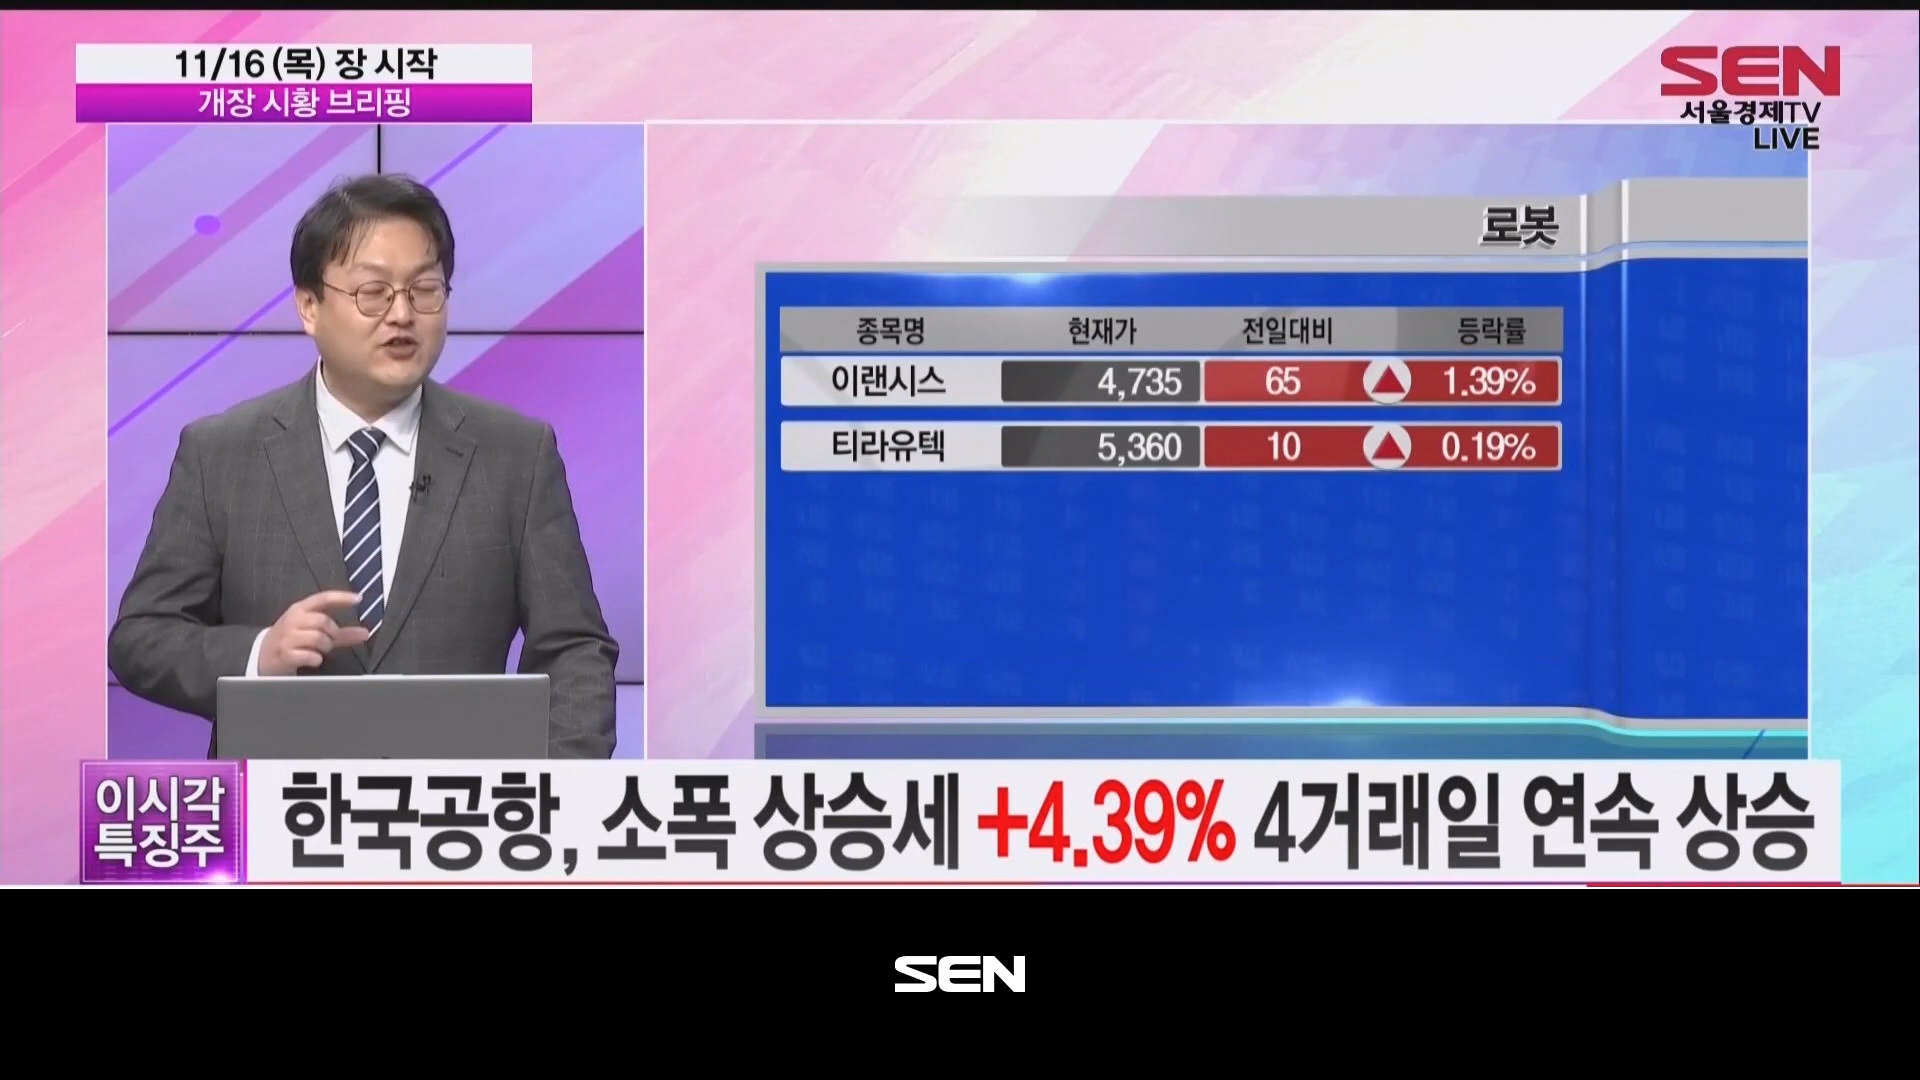 11/16 (목) 장 시작
개장 시황 브리핑
SEN
서울경제TV
LIVE
로봇
종목명 현재가 전일대비 등락률
이랜시스 4,735 65 ▲ 1.39%
티라유텍 5,360 10 ▲ 0.19%
이시각
특징주
한국공항, 소폭 상승세 +4.39% 4거래일 연속 상승
SEN